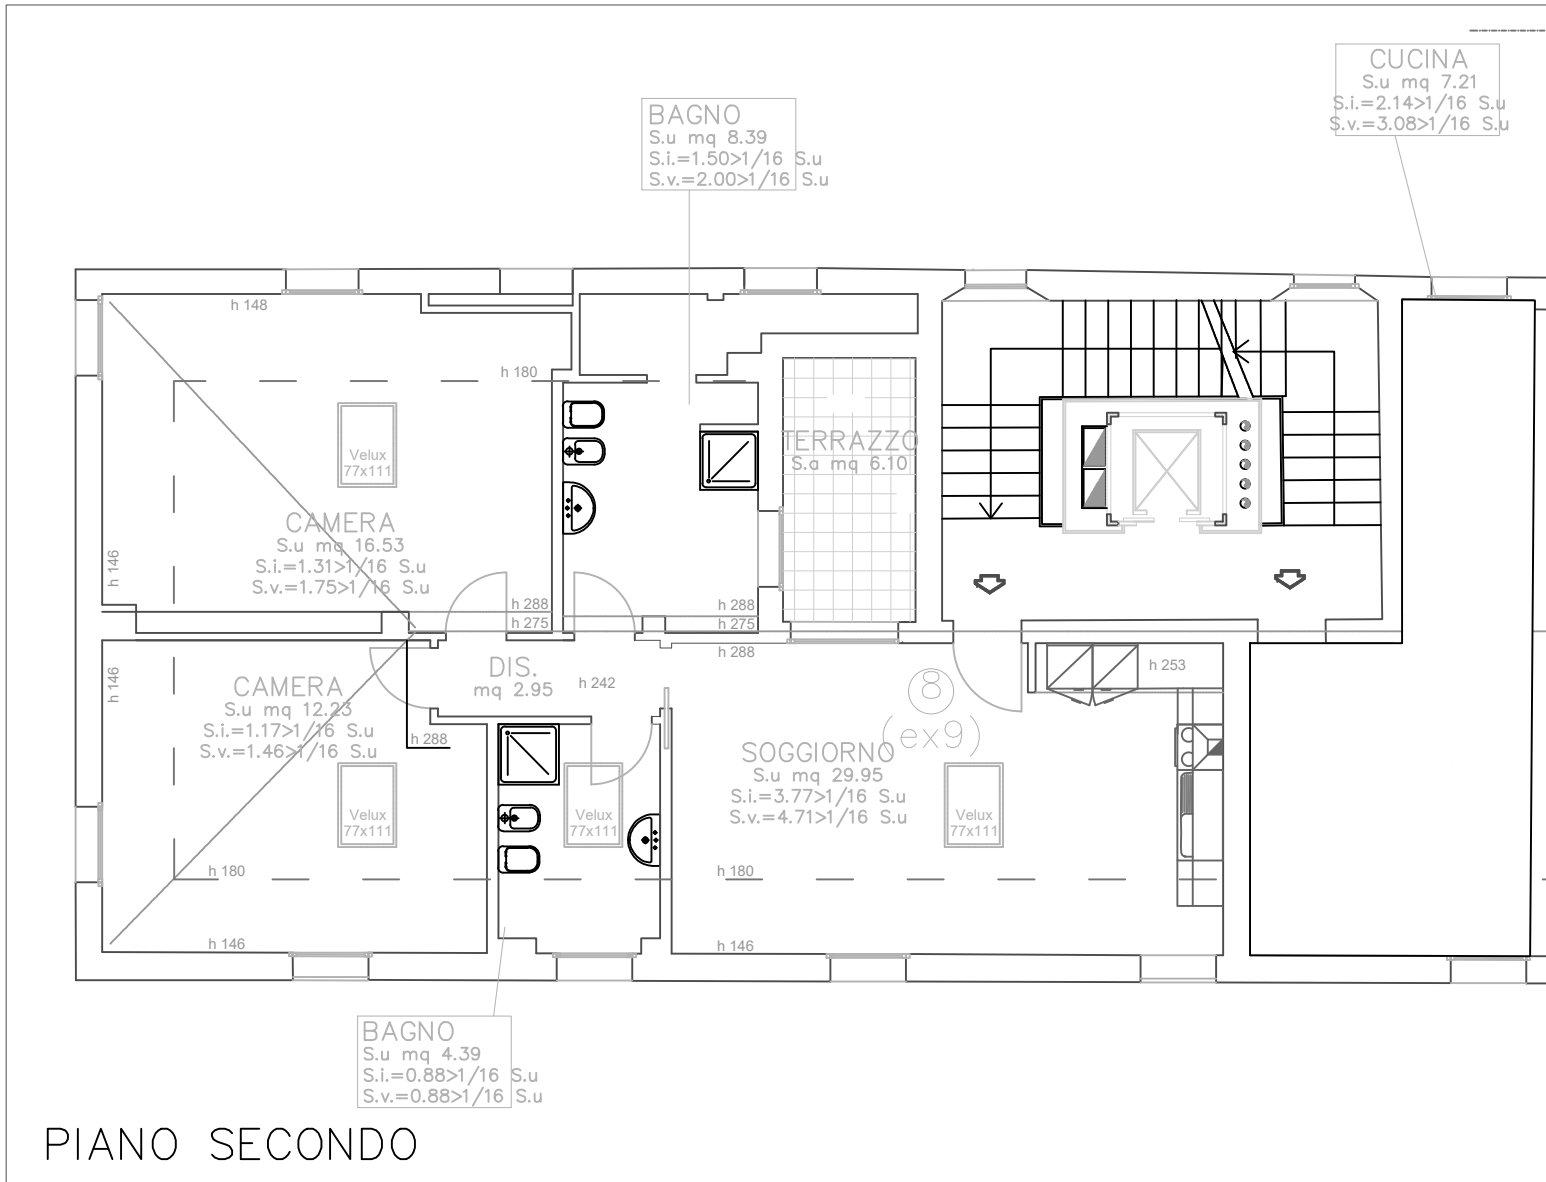 CUCINA
S.u mq 7.21
S.i.=2.14>1/16 S.u
S.v.=3.08>1/16 S.u
BAGNO
S.u mq 8.39
S.i.=1.50>1/16 S.u
S.v.=2.00>1/16 S.u
h 148
h 180
Velux
77x111
TERRAZZO
S.a mq 6.10
CAMERA
S.u mq 16.53
S.i.=1.31>1/16 S.u
S.v.=1.75>1/16 S.u
h 146
h 288
h 275
h 288
h 275
h 288
h 146
DIS.
mq 2.95
h 242
h 253
CAMERA
S.u mq 12.23
S.i.=1.17>1/16 S.u
S.v.=1.46>1/16 S.u
h 288
8
(ex9)
SOGGIORNO
S.u mq 29.95
S.i.=3.77>1/16 S.u
S.v.=4.71>1/16 S.u
Velux
77x111
Velux
77x111
Velux
77x111
h 180
h 180
h 146
h 146
BAGNO
S.u mq 4.39
S.i.=0.88>1/16 S.u
S.v.=0.88>1/16 S.u
PIANO SECONDO